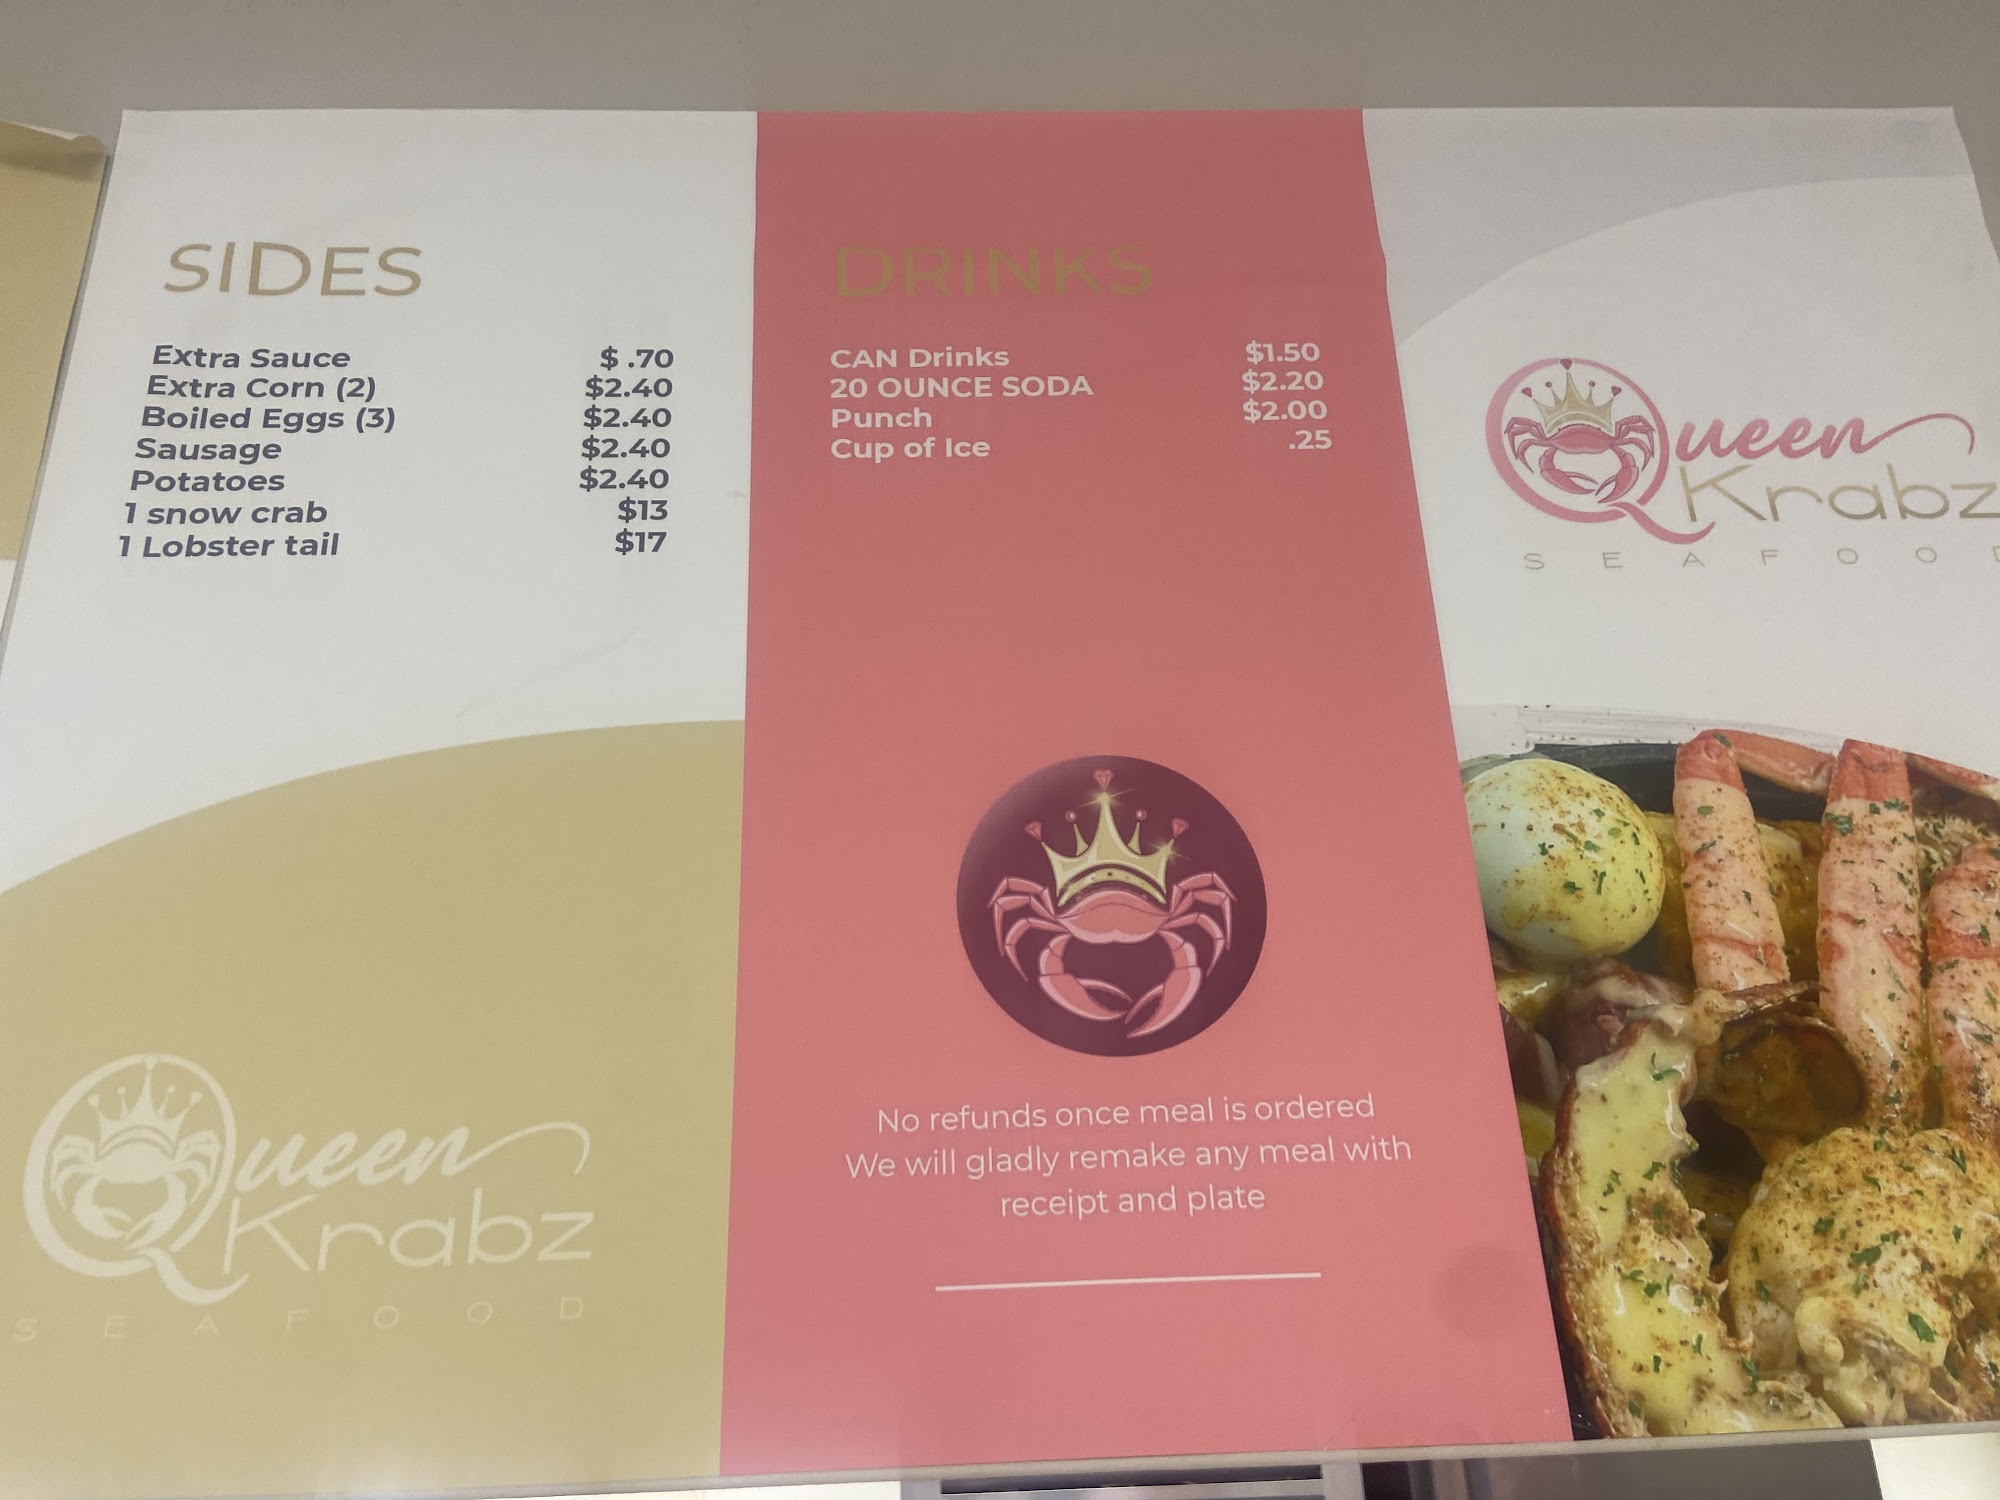 SIDES
Extra Sauce $ .70
Extra Corn (2) $2.40
Boiled Eggs (3) $2.40
Sausage $2.40
Potatoes $2.40
1 snow crab $13
1 Lobster tail $17
Queen
Krabz
SEAFOOD
DRINKS
CAN Drinks $1.50
20 OUNCE SODA $2.20
Punch $2.00
Cup of Ice .25
No refunds once meal is ordered
We will gladly remake any meal with
receipt and plate
Queen
Krabz
SEAFOOD